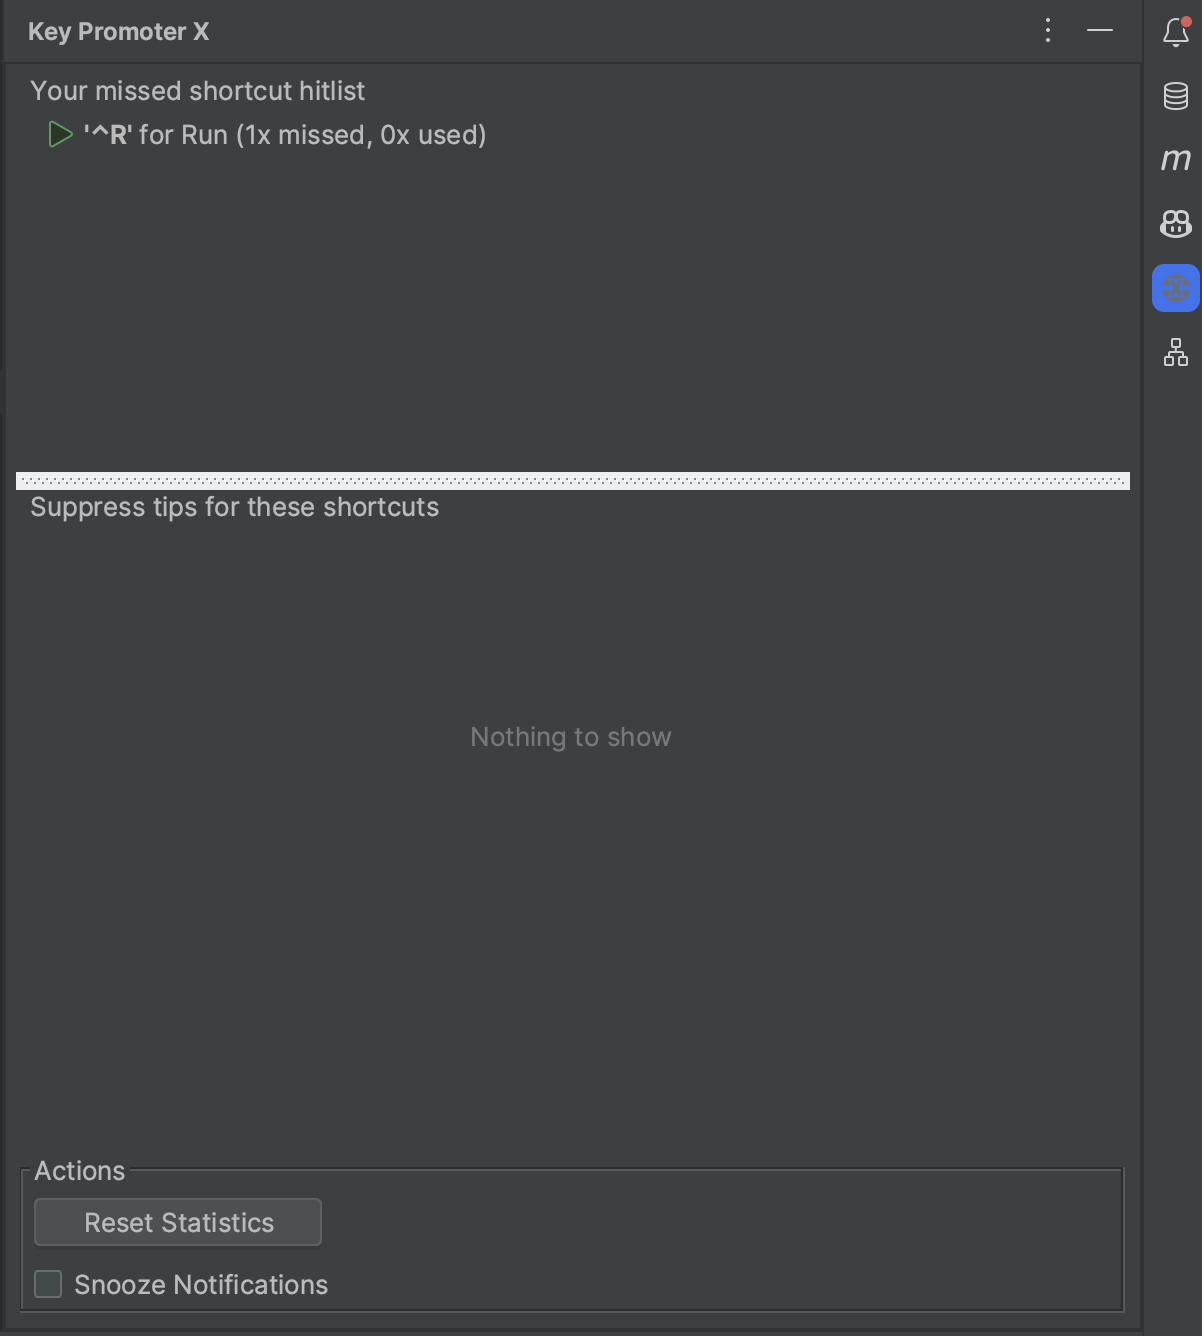 Key Promoter X
Your missed shortcut hitlist
'^R' for Run (1x missed, 0x used)
m
Suppress tips for these shortcuts
Nothing to show
Actions
Reset Statistics
Snooze Notifications